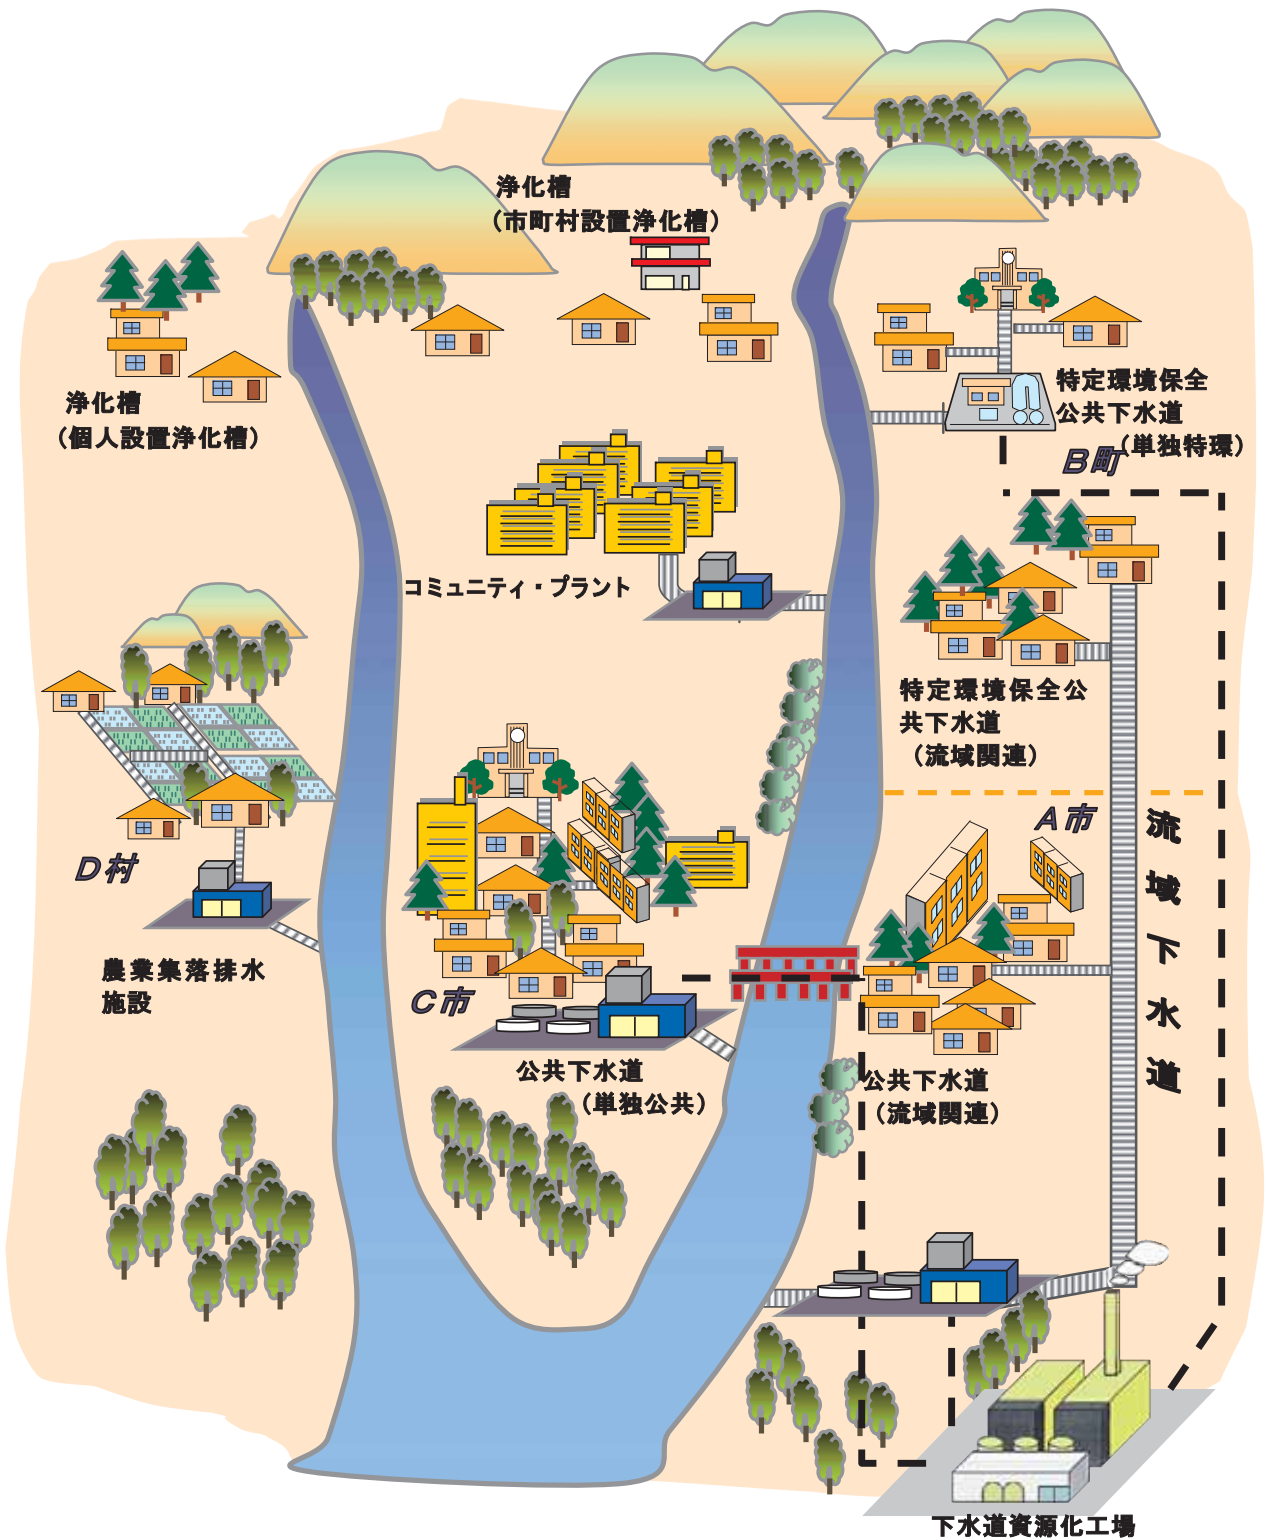 浄化槽
(市町村設置浄化槽)
浄化槽
(個人設置浄化槽)
特定環境保全
公共下水道
(単独特環)
B町
コミュニティ・プラント
特定環境保全公
共下水道
(流域関連)
A市
流域下水道
D村
農業集落排水
施設
C市
公共下水道
(単独公共)
公共下水道
(流域関連)
下水道資源化工場